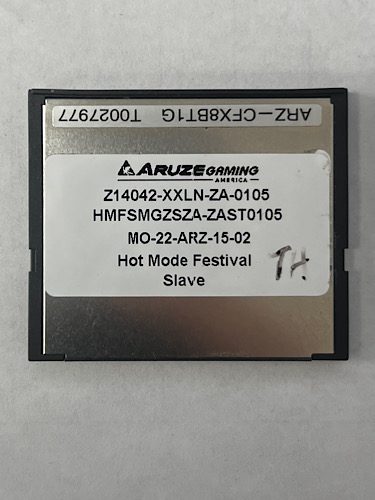 ARZ-CFX8BT1G T0027977
ARUZE GAMING
AMERICA
Z14042-XXLN-ZA-0105
HMFSMGZSZA-ZAST0105
MO-22-ARZ-15-02
Hot Mode Festival
Slave
TH